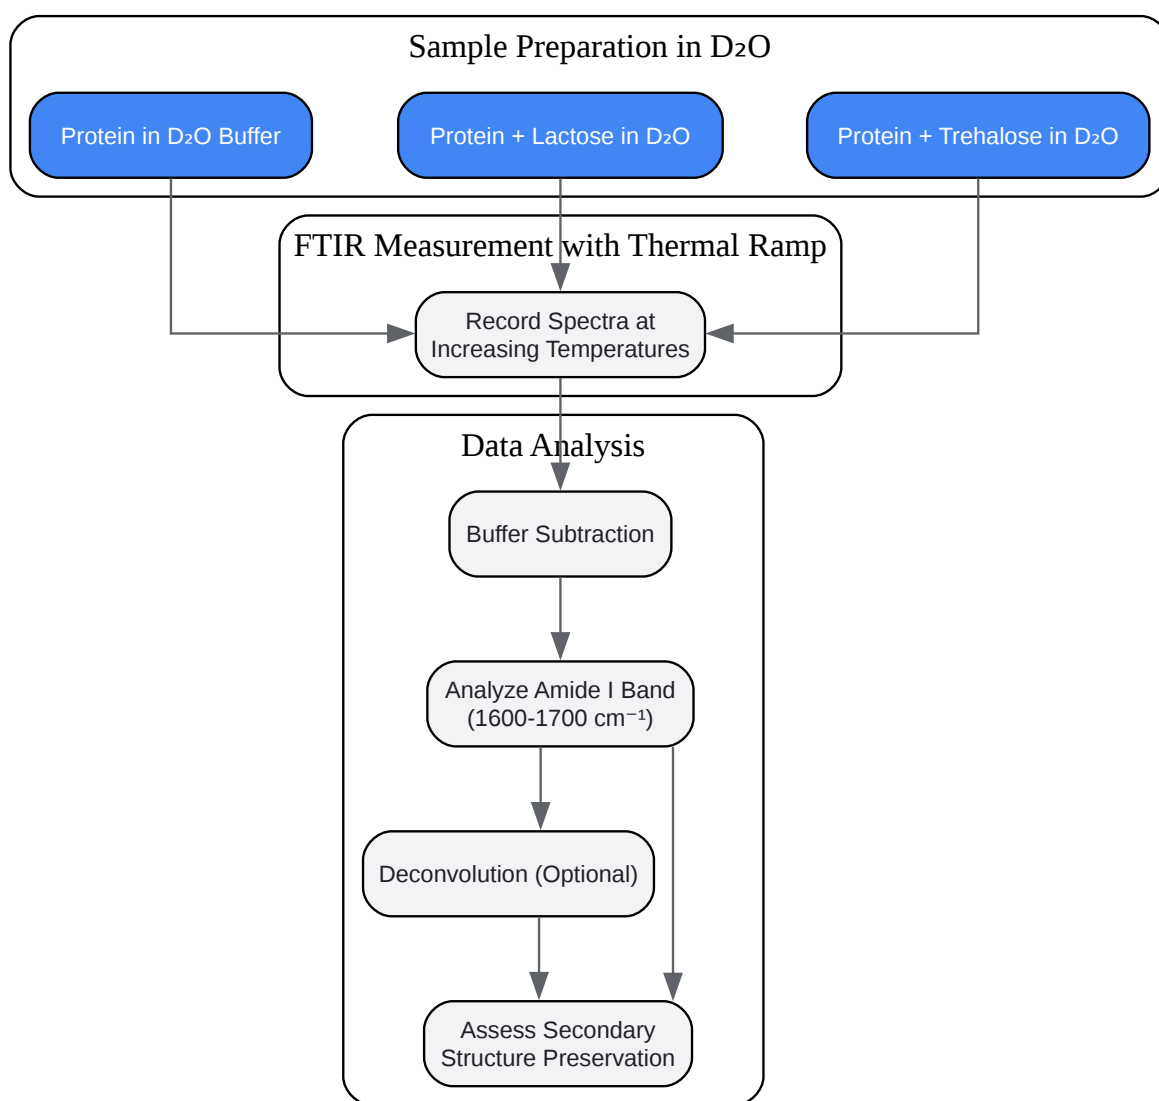 Sample Preparation in D₂O
Protein in D₂O Buffer
Protein + Lactose in D₂O
Protein + Trehalose in D₂O
FTIR Measurement with Thermal Ramp
Record Spectra at
Increasing Temperatures
Data Analysis
Buffer Subtraction
Analyze Amide I Band
(1600-1700 cm⁻¹)
Deconvolution (Optional)
Assess Secondary
Structure Preservation